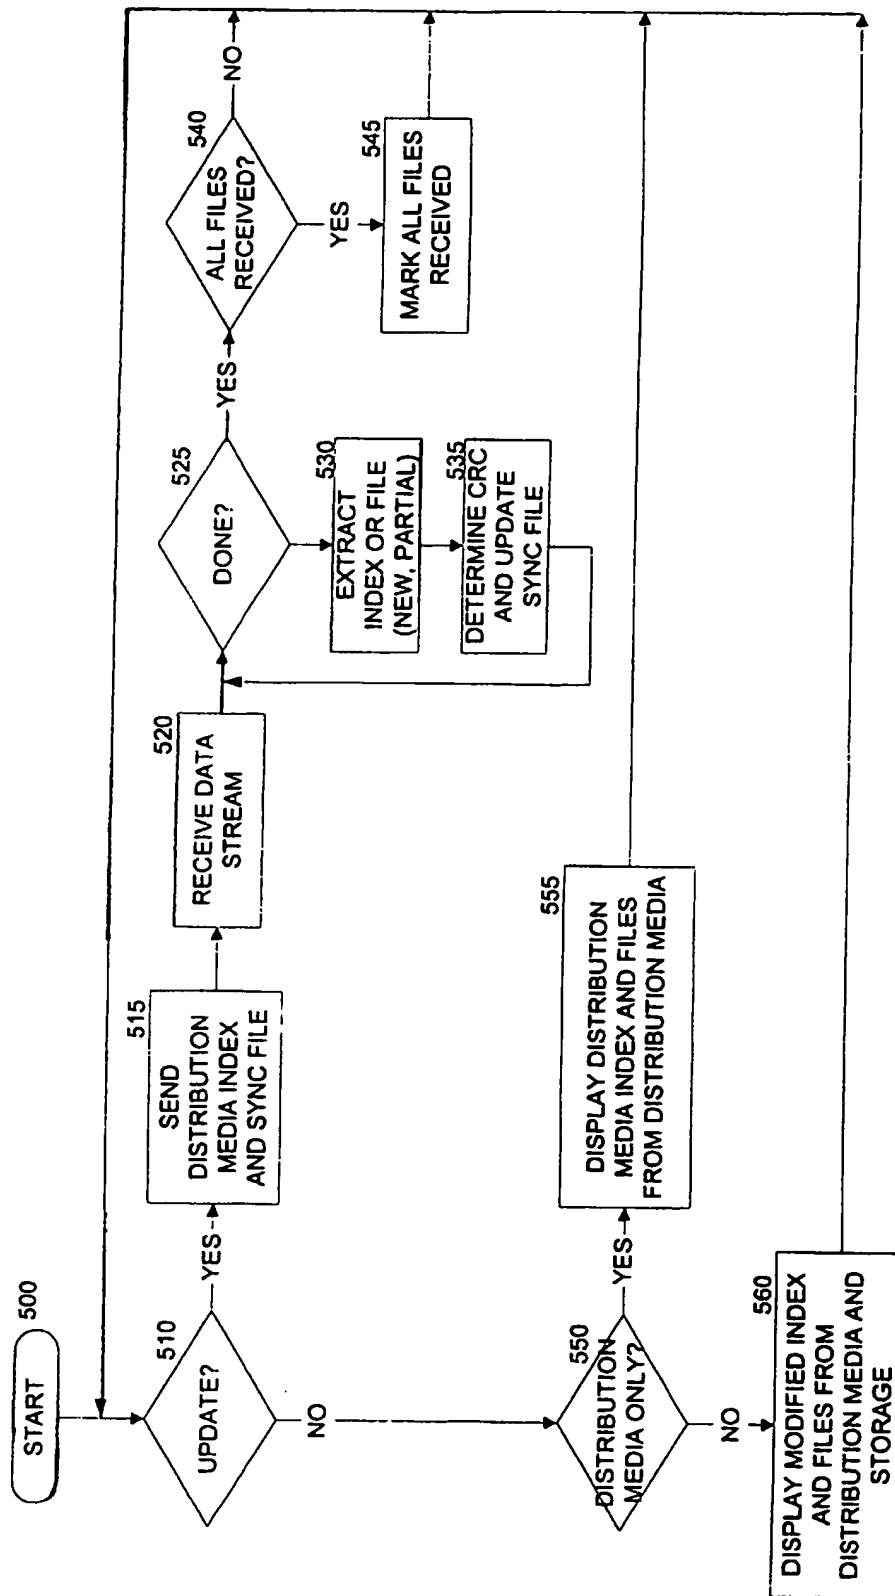 START
500
UPDATE?
510
YES
NO
SEND
DISTRIBUTION
MEDIA INDEX
AND SYNC FILE
515
RECEIVE DATA
STREAM
520
DONE?
525
YES
EXTRACT
INDEX OR FILE
(NEW, PARTIAL)
530
DETERMINE CRC
AND UPDATE
SYNC FILE
535
ALL FILES
RECEIVED?
540
NO
YES
MARK ALL FILES
RECEIVED
545
DISTRIBUTION
MEDIA ONLY?
550
YES
NO
DISPLAY DISTRIBUTION
MEDIA INDEX AND FILES
FROM DISTRIBUTION MEDIA
555
DISPLAY MODIFIED INDEX
AND FILES FROM
DISTRIBUTION MEDIA AND
STORAGE
560